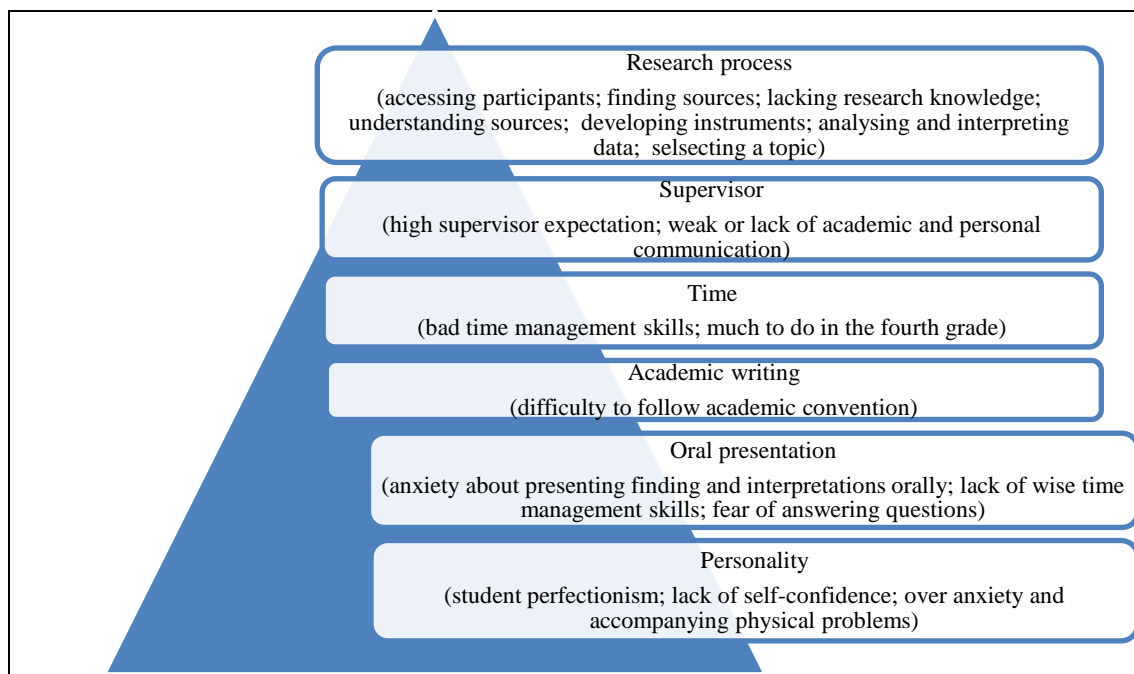 Research process
(accessing participants; finding sources; lacking research knowledge;
understanding sources; developing instruments; analysing and interpreting
data; selsecting a topic)
Supervisor
(high supervisor expectation; weak or lack of academic and personal
communication)
Time
(bad time management skills; much to do in the fourth grade)
Academic writing
(difficulty to follow academic convention)
Oral presentation
(anxiety about presenting finding and interpretations orally; lack of wise time
management skills; fear of answering questions)
Personality
(student perfectionism; lack of self-confidence; over anxiety and
accompanying physical problems)